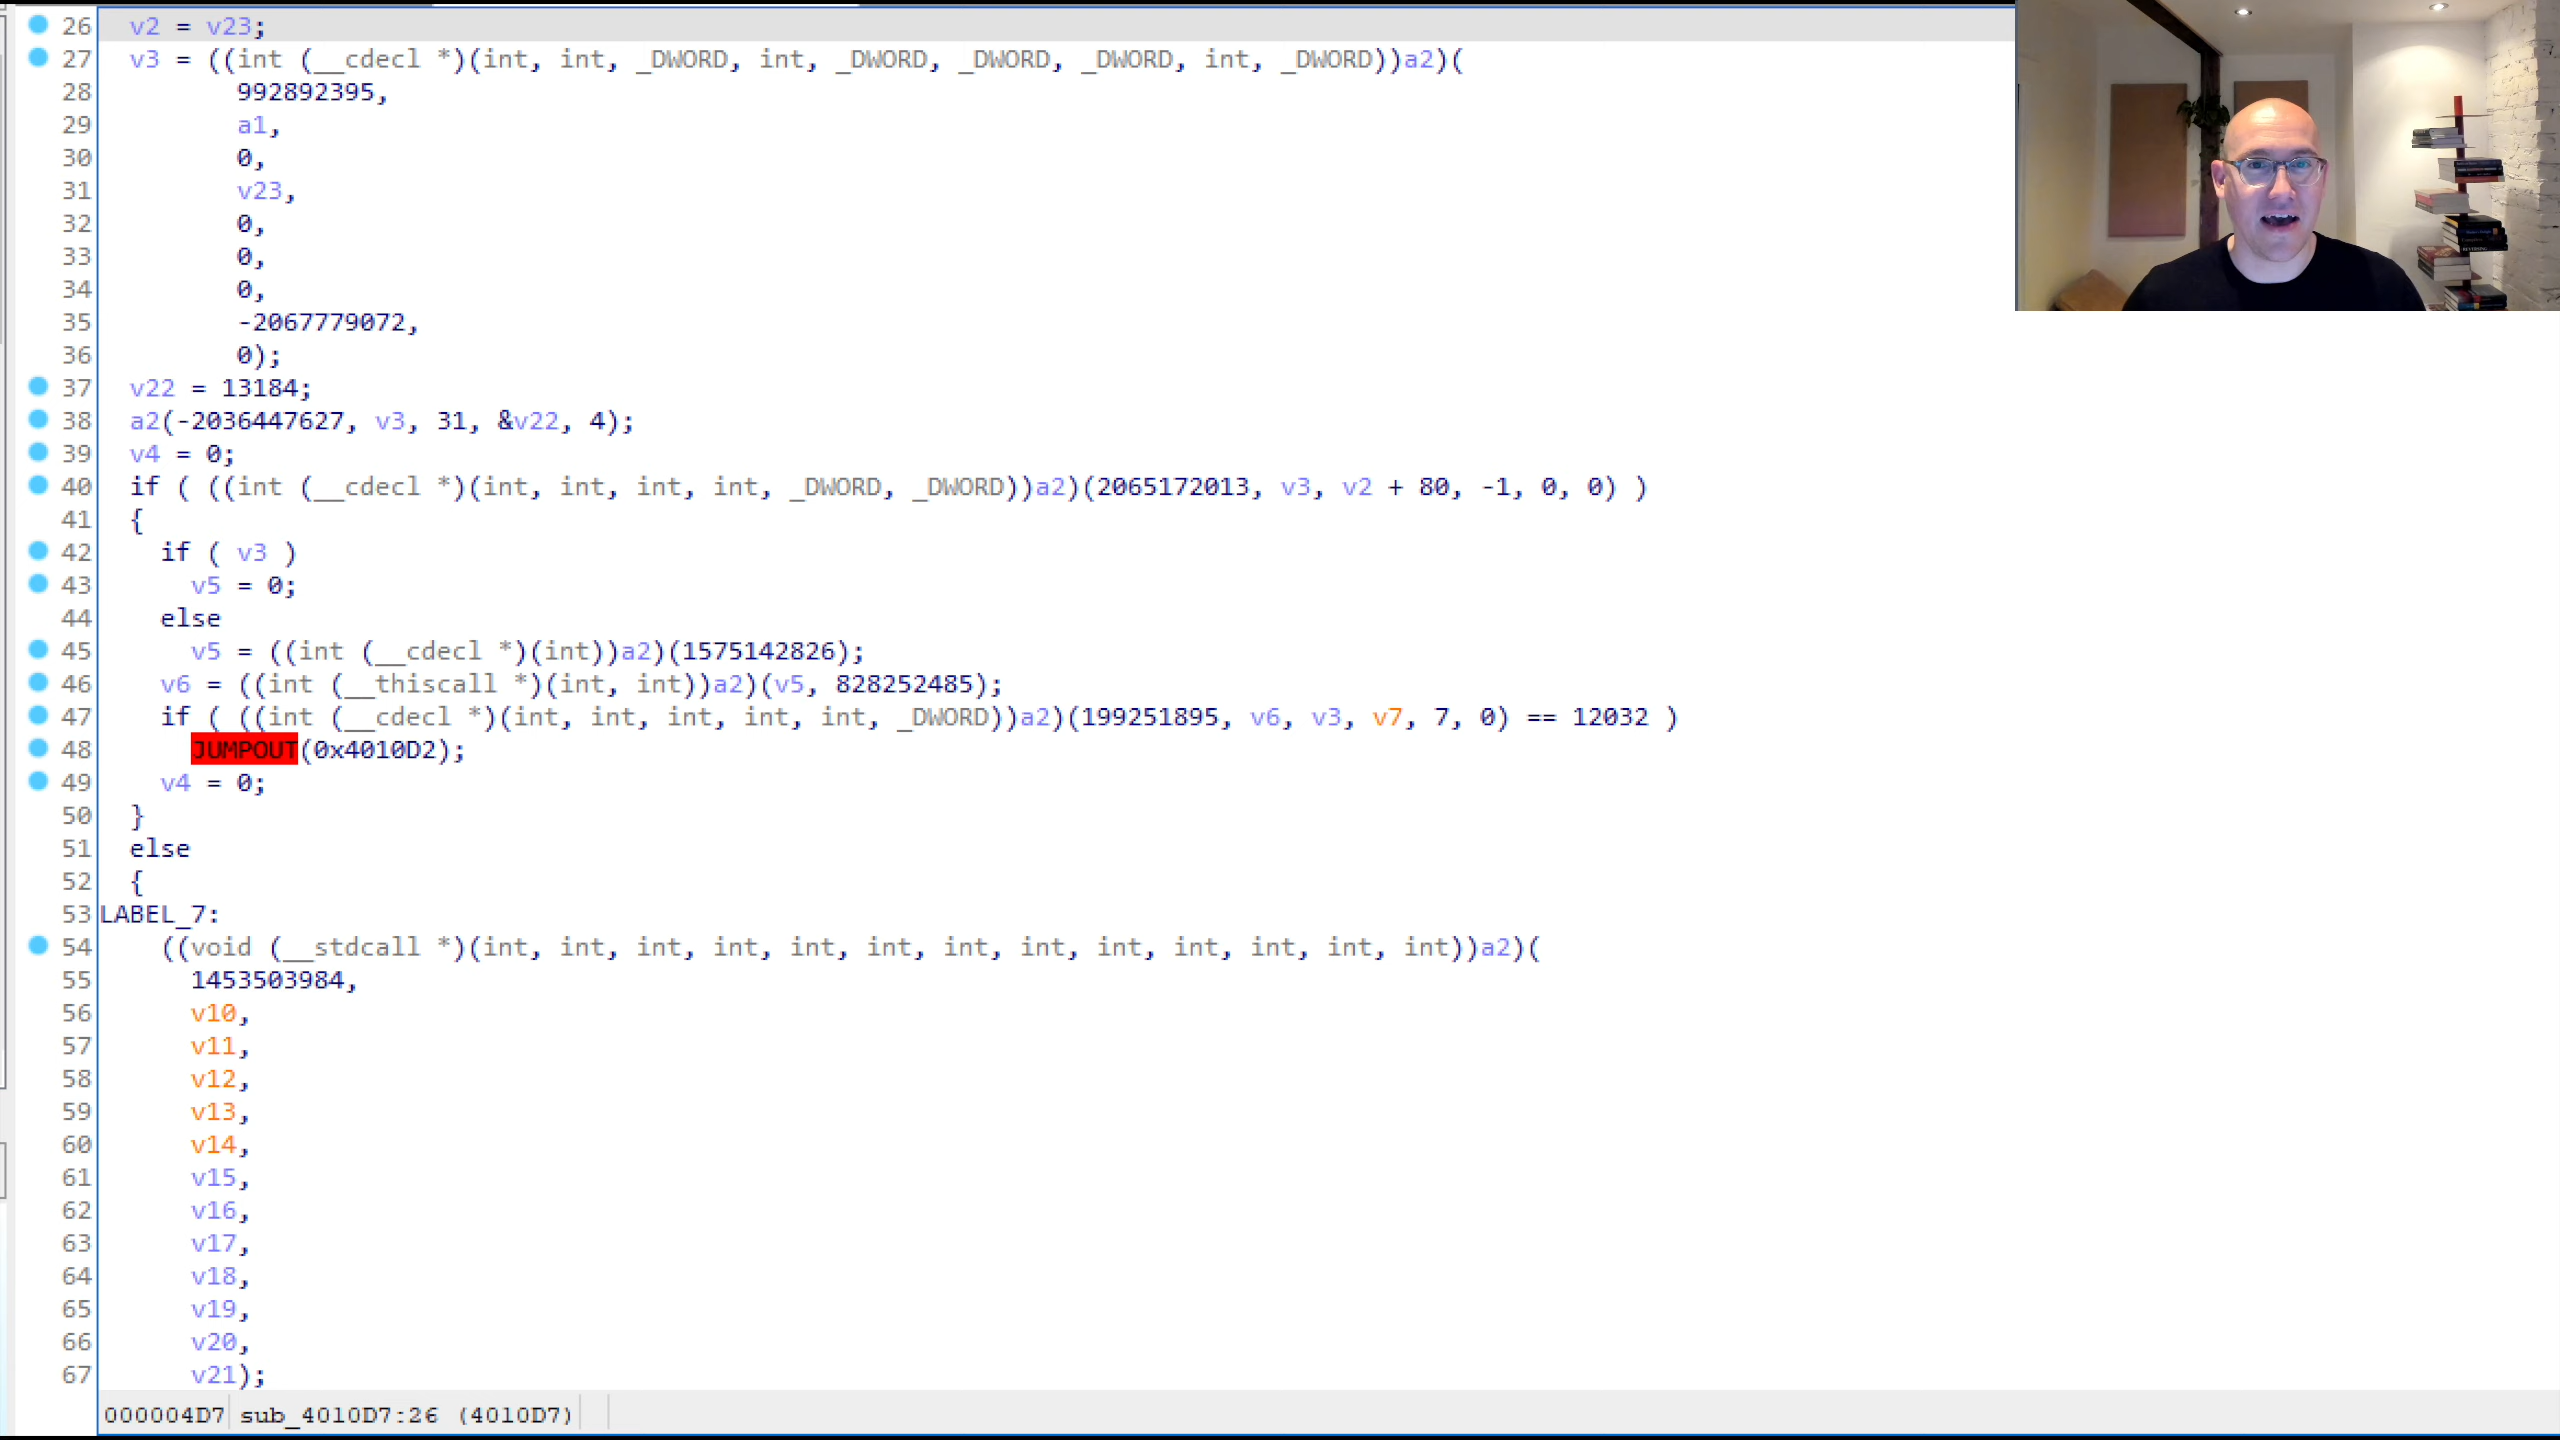 26 v2 = v23;
27 v3 = ((int (__cdecl *)(int, int, _DWORD, int, _DWORD, _DWORD, _DWORD, int, _DWORD))a2)(
28 992892395,
29 a1,
30 0,
31 v23,
32 0,
33 0,
34 0,
35 -2067779072,
36 0);
37 v22 = 13184;
38 a2(-2036447627, v3, 31, &v22, 4);
39 v4 = 0;
40 if ( ((int (__cdecl *)(int, int, int, int, _DWORD, _DWORD))a2)(2065172013, v3, v2 + 80, -1, 0, 0) )
41 {
42 if ( v3 )
43 v5 = 0;
44 else
45 v5 = ((int (__cdecl *)(int))a2)(1575142826);
46 v6 = ((int (__thiscall *)(int, int))a2)(v5, 828252485);
47 if ( ((int (__cdecl *)(int, int, int, int, int, _DWORD))a2)(199251895, v6, v3, v7, 7, 0) == 12032 )
48 JUMPOUT(0x4010D2);
49 v4 = 0;
50 }
51 else
52 {
53 LABEL_7:
54 ((void (__stdcall *)(int, int, int, int, int, int, int, int, int, int, int, int, int))a2)(
55 1453503984,
56 v10,
57 v11,
58 v12,
59 v13,
60 v14,
61 v15,
62 v16,
63 v17,
64 v18,
65 v19,
66 v20,
67 v21);
000004D7 sub_4010D7:26 (4010D7)